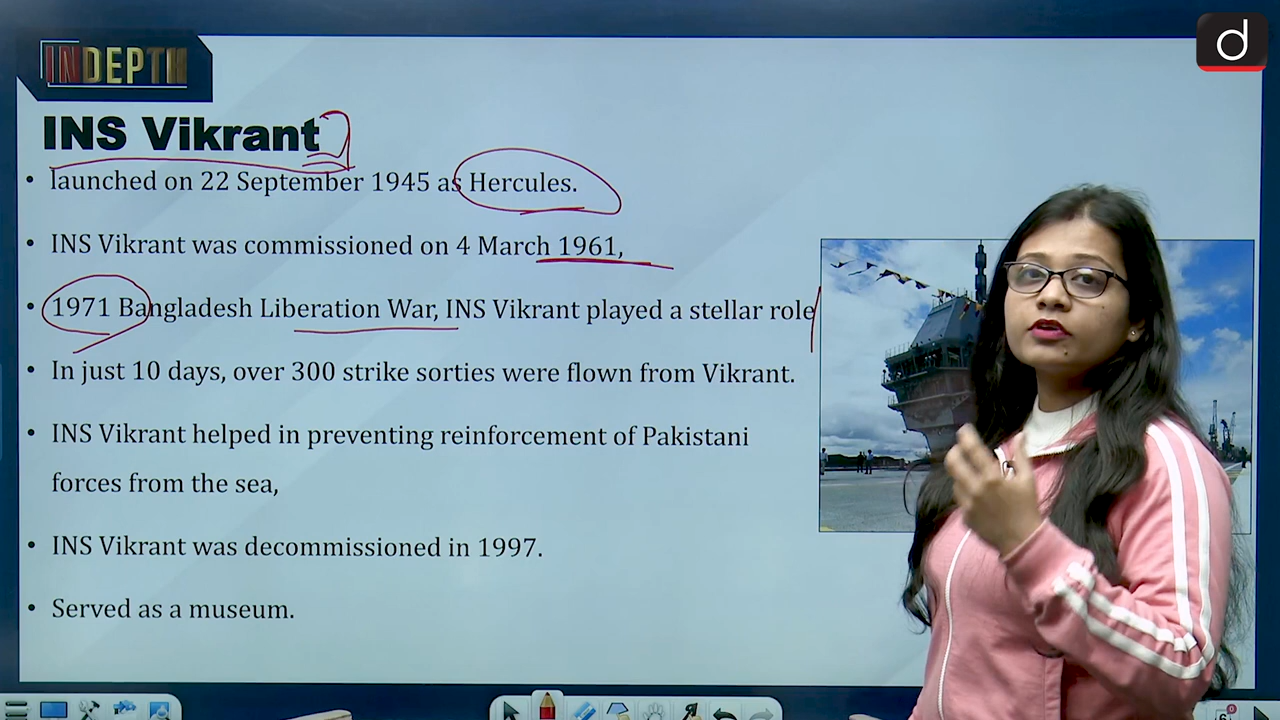 INDEPTH
d
INS Vikrant
• launched on 22 September 1945 as Hercules.
• INS Vikrant was commissioned on 4 March 1961,
• 1971 Bangladesh Liberation War, INS Vikrant played a stellar role
• In just 10 days, over 300 strike sorties were flown from Vikrant.
• INS Vikrant helped in preventing reinforcement of Pakistani
forces from the sea,
• INS Vikrant was decommissioned in 1997.
• Served as a museum.